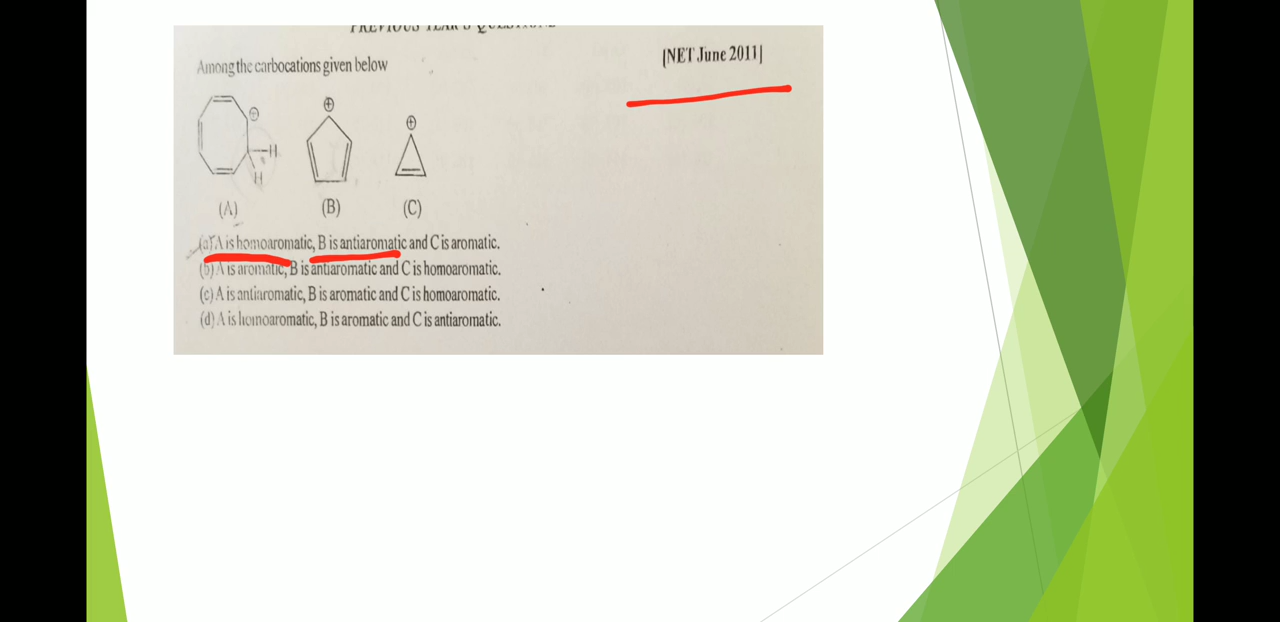 Among the carbocations given below
[NET June 2011]
⊕
⊕
⊕
H
H
(A)
(B)
(C)
(a) A is homoaromatic, B is antiaromatic and C is aromatic.
(b) A is aromatic, B is antiaromatic and C is homoaromatic.
(c) A is antiaromatic, B is aromatic and C is homoaromatic.
(d) A is homoaromatic, B is aromatic and C is antiaromatic.